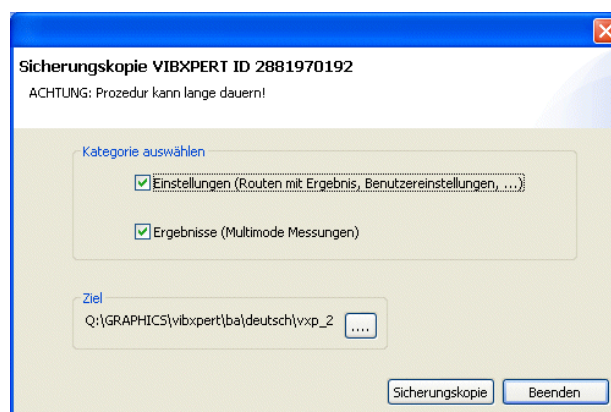 Sicherungskopie VIBXPERT ID 2881970192
ACHTUNG: Prozedur kann lange dauern!
Kategorie auswählen
Einstellungen (Routen mit Ergebnis, Benutzereinstellungen, ...)
Ergebnisse (Multimode Messungen)
Ziel
Q:\GRAPHICS\vibxpert\ba\deutsch\vxp_2 ....
Sicherungskopie Beenden